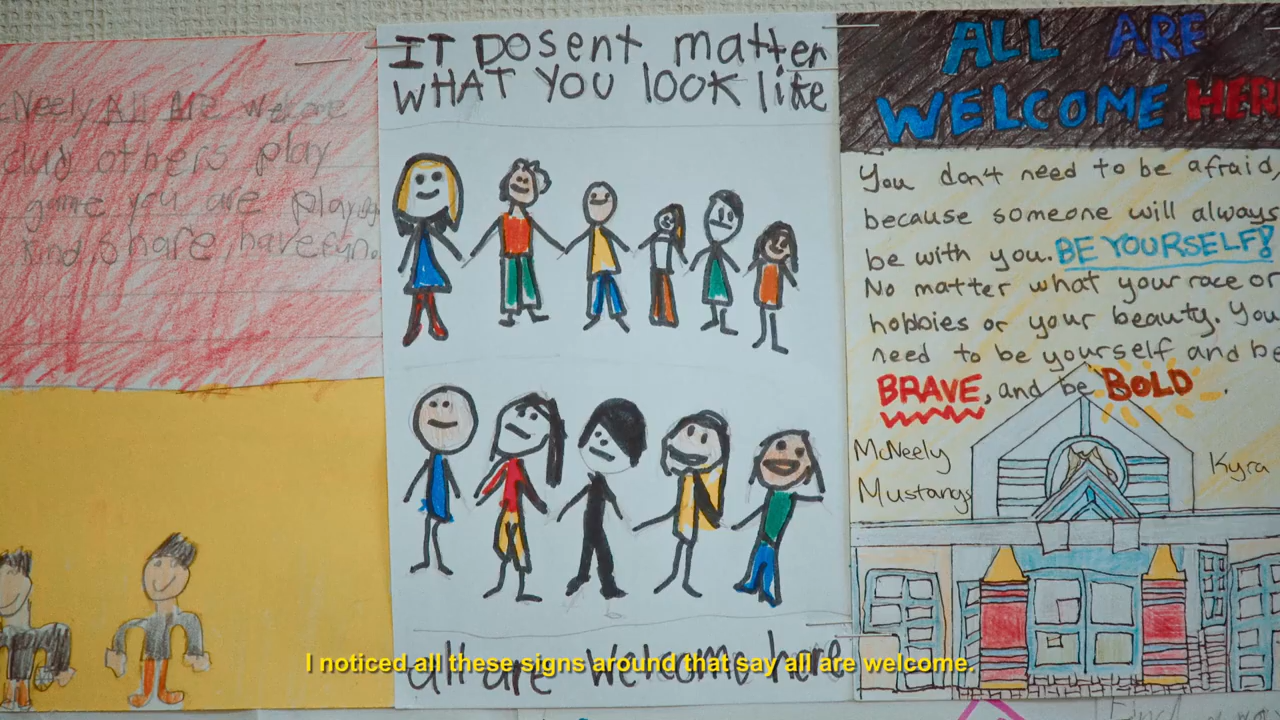 cNeely All Are welcome
clud others play
game you are playing
kind, share, have fun.
IT DOSENT matter
WHAT YOU look like
all are welcome here
ALL ARE
WELCOME HER
You don't need to be afraid,
because someone will always
be with you. BE YOURSELF!
No matter what your race or
hobbies or your beauty. You
need to be yourself and be
BRAVE, and be BOLD.
McNeely
Mustangs
Kyra
I noticed all these signs around that say all are welcome.